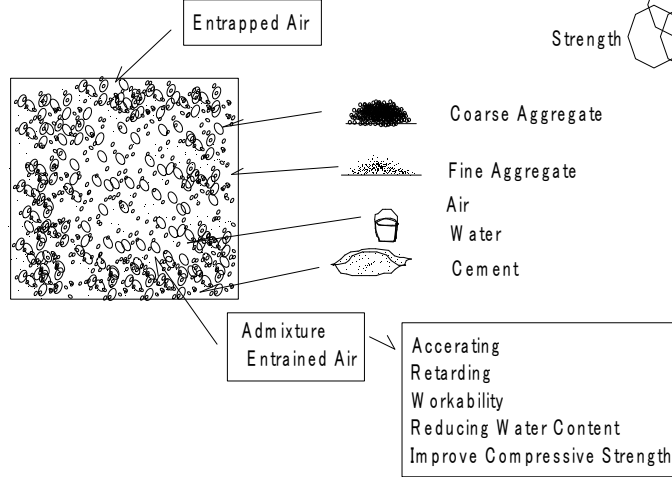 Entrapped Air
Strength
Coarse Aggregate
Fine Aggregate
Air
Water
Cement
Admixture
Entrained Air
Accerating
Retarding
Workability
Reducing Water Content
Improve Compressive Strength